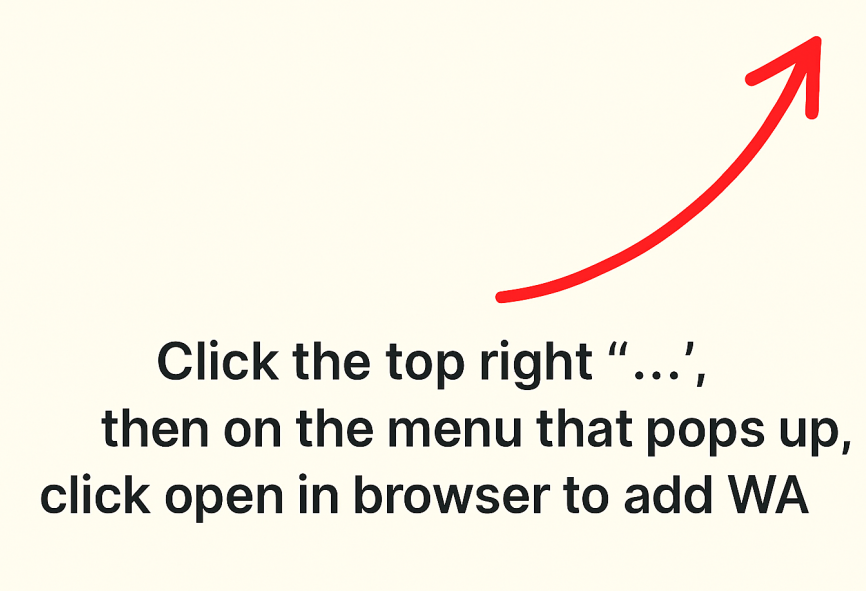 Click the top right “...’,
then on the menu that pops up,
click open in browser to add WA